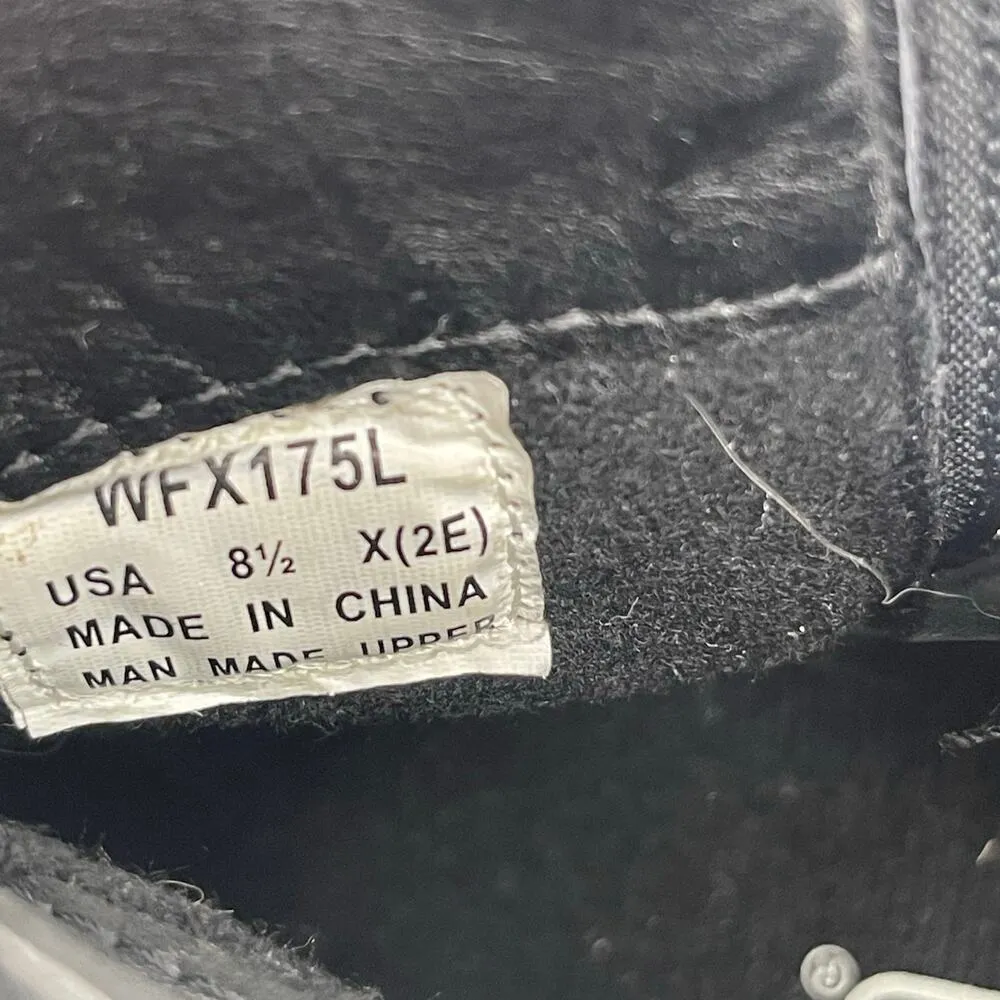 WFX175L
USA 8½ X(2E)
MADE IN CHINA
MAN MADE UPPER